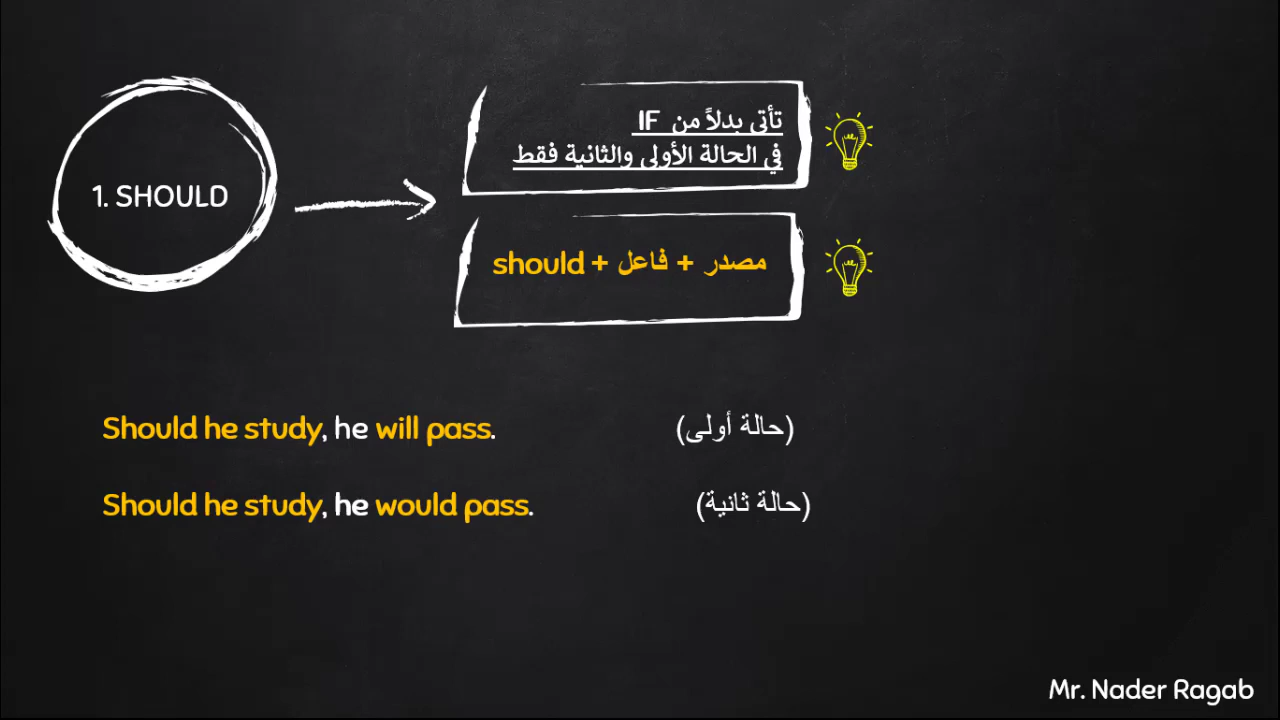 1. SHOULD
تأتى بدلاً من IF
في الحالة الأولى والثانية فقط
should + فاعل + مصدر
Should he study, he will pass. (حالة أولى)
Should he study, he would pass. (حالة ثانية)
Mr. Nader Ragab